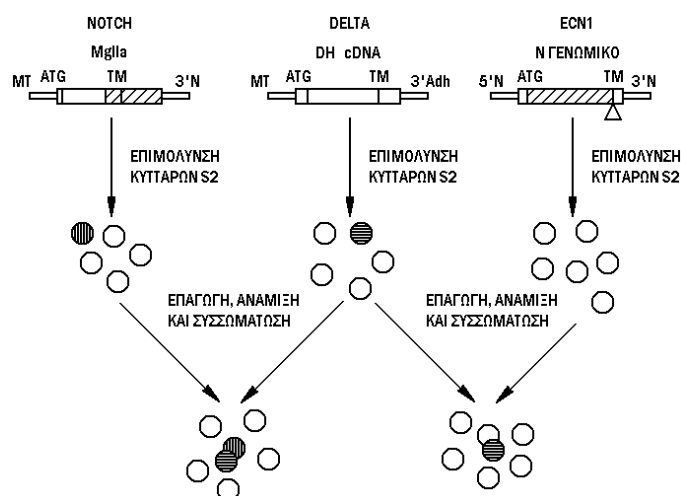 NOTCH
MgIIa
MT ATG TM 3'N
DELTA
DH cDNA
MT ATG TM 3'Adh
ECN1
N ΓΕΝΩΜΙΚΟ
5'N ATG TM 3'N
ΕΠΙΜΟΛΥΝΣΗ
ΚΥΤΤΑΡΩΝ S2
ΕΠΙΜΟΛΥΝΣΗ
ΚΥΤΤΑΡΩΝ S2
ΕΠΙΜΟΛΥΝΣΗ
ΚΥΤΤΑΡΩΝ S2
ΕΠΑΓΩΓΗ, ΑΝΑΜΙΞΗ
ΚΑΙ ΣΥΣΣΩΜΑΤΩΣΗ
ΕΠΑΓΩΓΗ, ΑΝΑΜΙΞΗ
ΚΑΙ ΣΥΣΣΩΜΑΤΩΣΗ